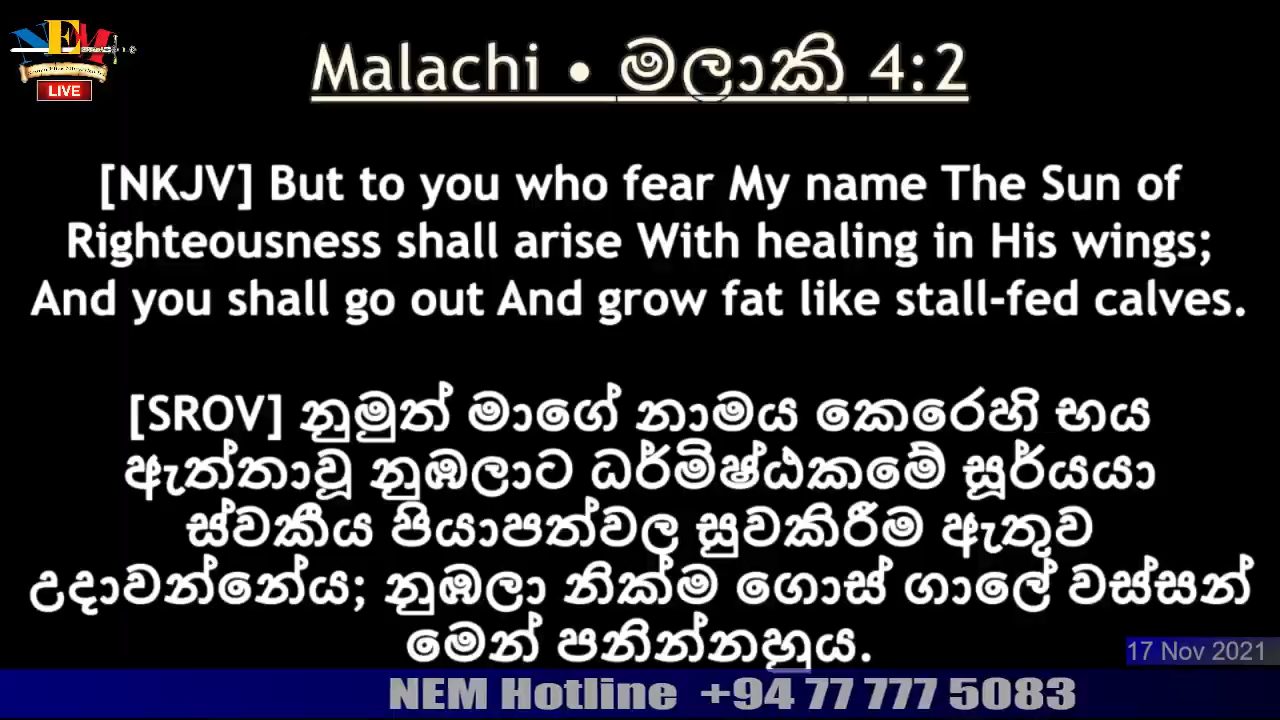 NEM
LIVE
Malachi • මලාකි 4:2
[NKJV] But to you who fear My name The Sun of
Righteousness shall arise With healing in His wings;
And you shall go out And grow fat like stall-fed calves.
[SROV] නුමුත් මාගේ නාමය කෙරෙහි භය
ඇත්තාවූ නුඹලාට ධර්මිෂ්ඨකමේ සූර්යයා
ස්වකීය පියාපත්වල සුවකිරීම ඇතුව
උදාවන්නේය; නුඹලා නික්ම ගොස් ගාලේ වස්සන්
මෙන් පනින්නහුය.
17 Nov 2021
NEM Hotline +94 77 777 5083